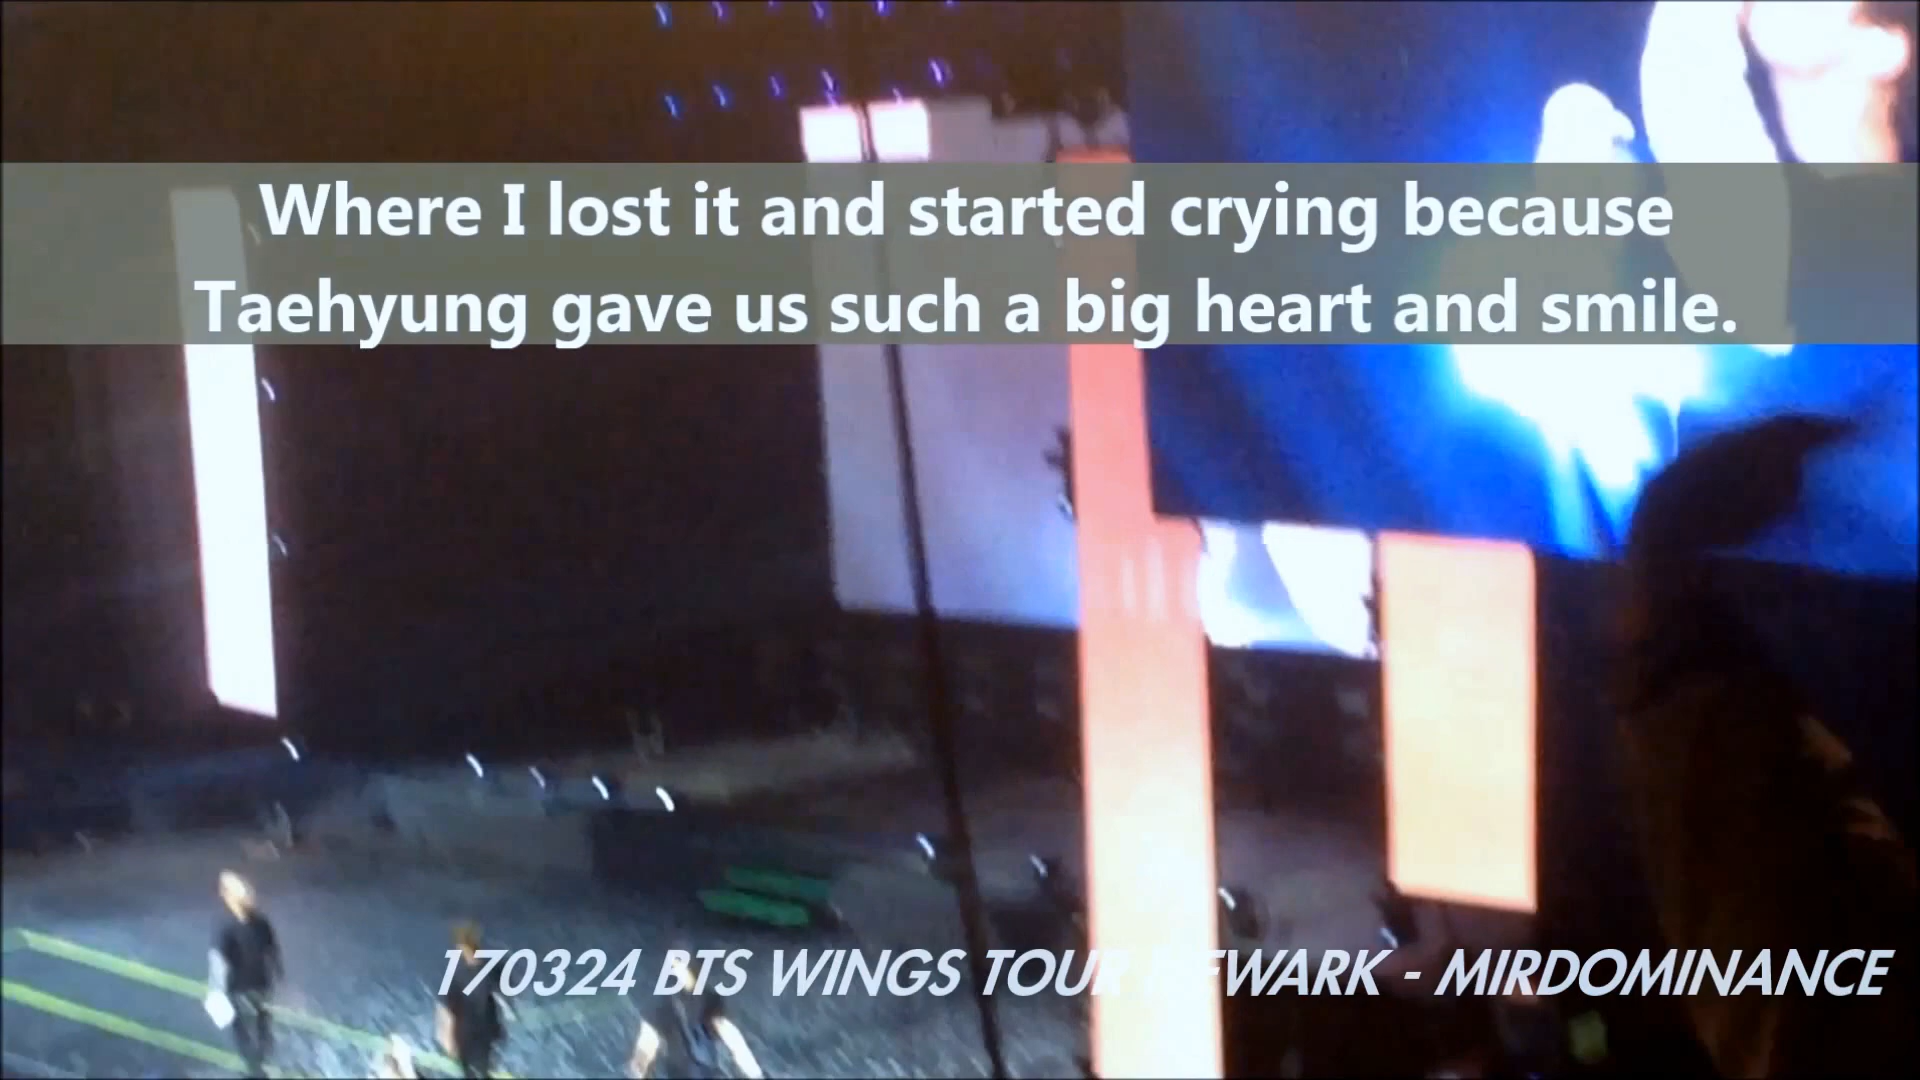 Where I lost it and started crying because
Taehyung gave us such a big heart and smile.
170324 BTS WINGS TOUR NEWARK - MIRDOMINANCE